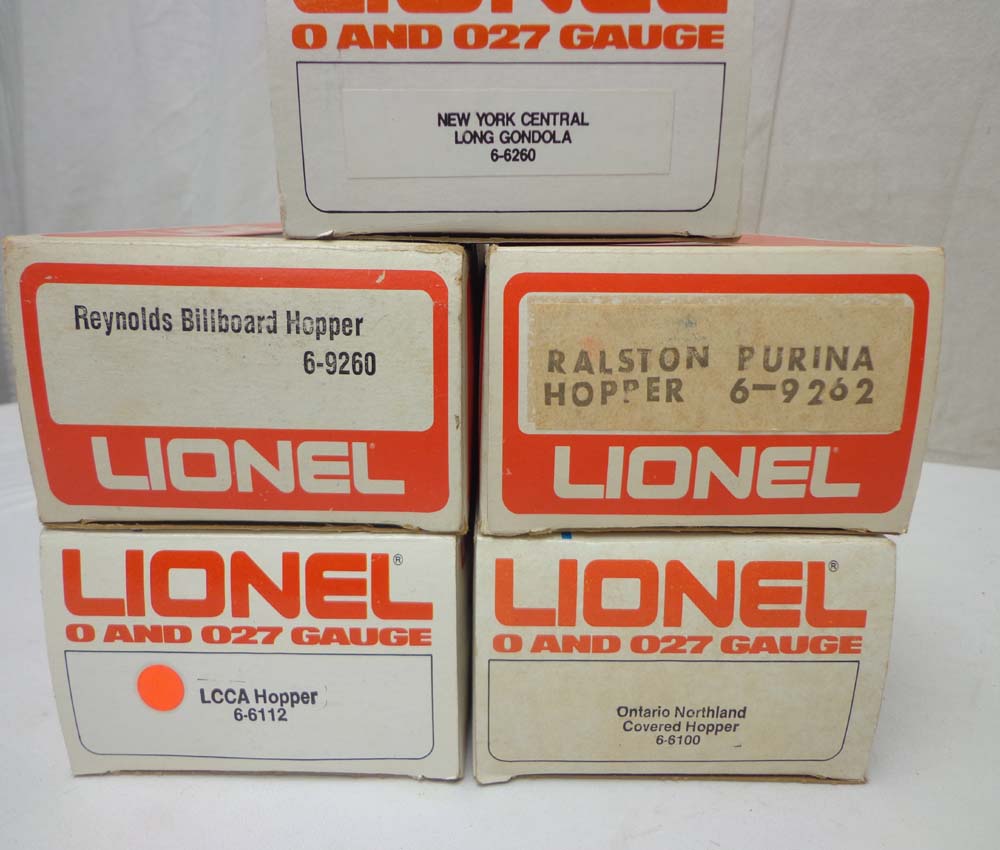 LIONEL
O AND O27 GAUGE
NEW YORK CENTRAL
LONG GONDOLA
6-6260
Reynolds Billboard Hopper
6-9260
LIONEL
RALSTON PURINA
HOPPER 6-9262
LIONEL
LIONEL®
O AND O27 GAUGE
LCCA Hopper
6-6112
LIONEL®
O AND O27 GAUGE
Ontario Northland
Covered Hopper
6-6100